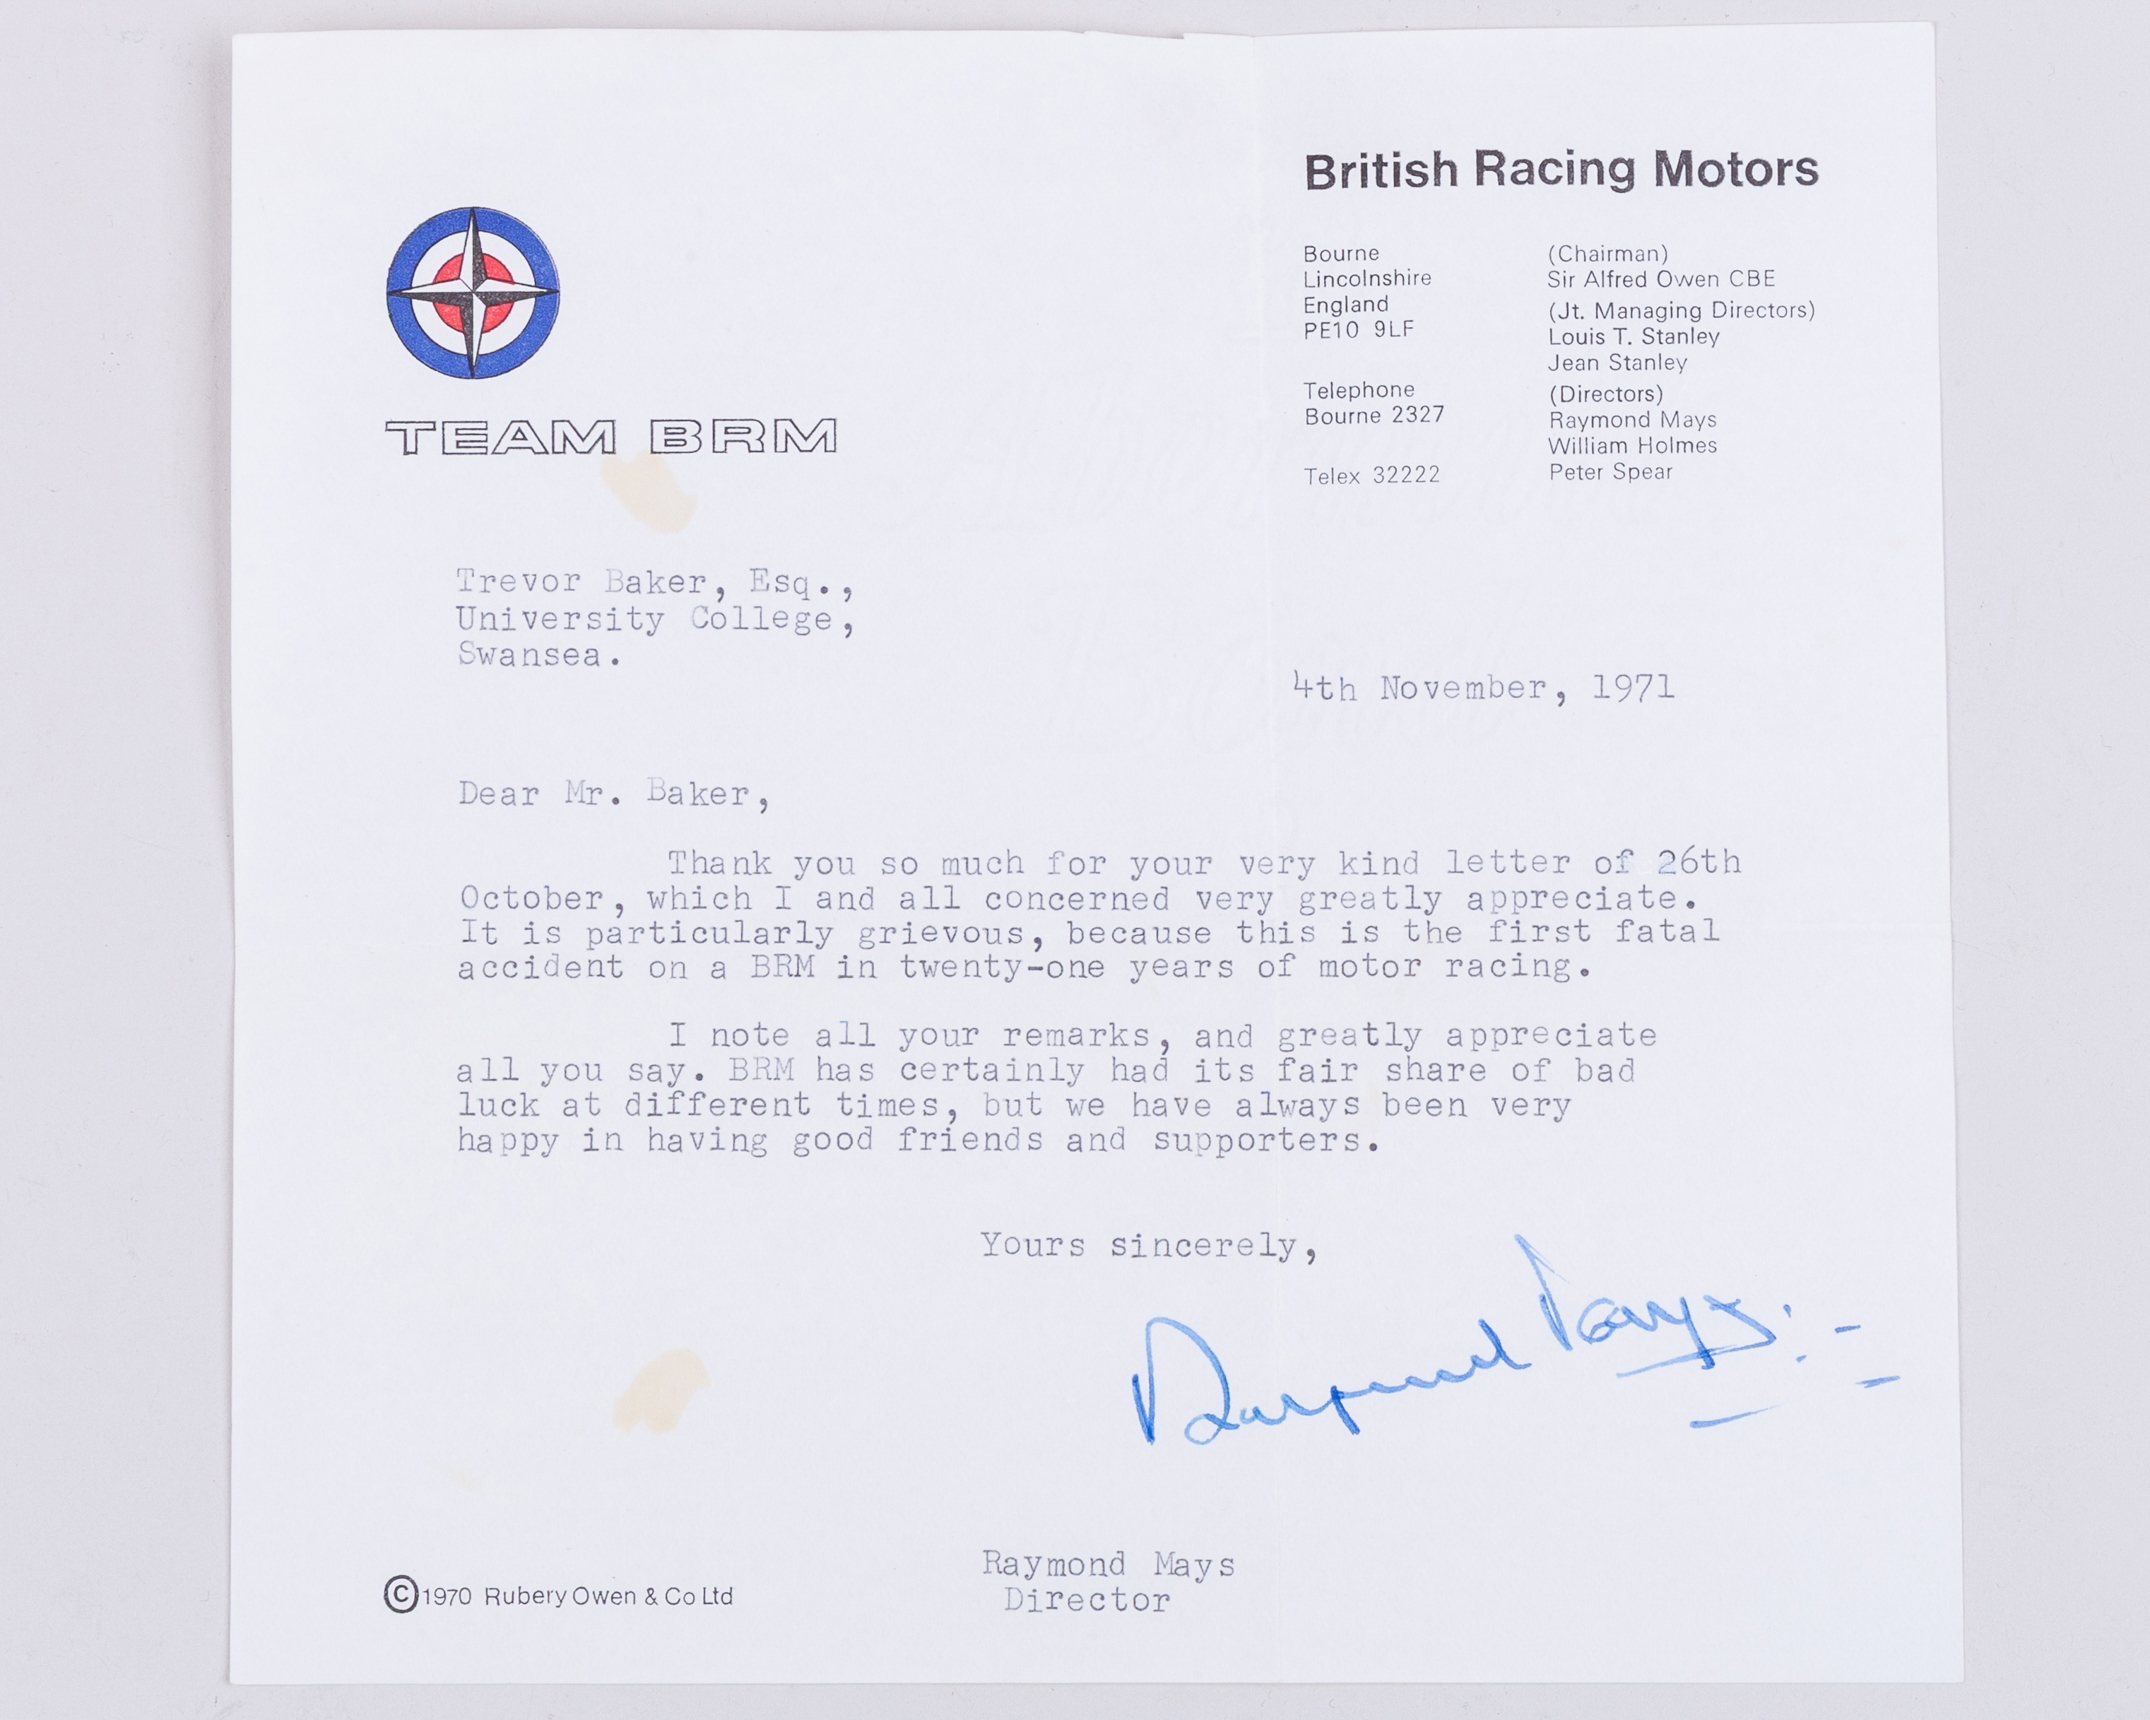 British Racing Motors
Bourne
Lincolnshire
England
PE10 9LF
Telephone
Bourne 2327
Telex 32222
(Chairman)
Sir Alfred Owen CBE
(Jt. Managing Directors)
Louis T. Stanley
Jean Stanley
(Directors)
Raymond Mays
William Holmes
Peter Spear
TEAM BRM
Trevor Baker, Esq.,
University College,
Swansea.
4th November, 1971
Dear Mr. Baker,
Thank you so much for your very kind letter of 26th
October, which I and all concerned very greatly appreciate.
It is particularly grievous, because this is the first fatal
accident on a BRM in twenty-one years of motor racing.
I note all your remarks, and greatly appreciate
all you say. BRM has certainly had its fair share of bad
luck at different times, but we have always been very
happy in having good friends and supporters.
Yours sincerely,
Raymond Mays
Raymond Mays
Director
©1970 Rubery Owen & Co Ltd